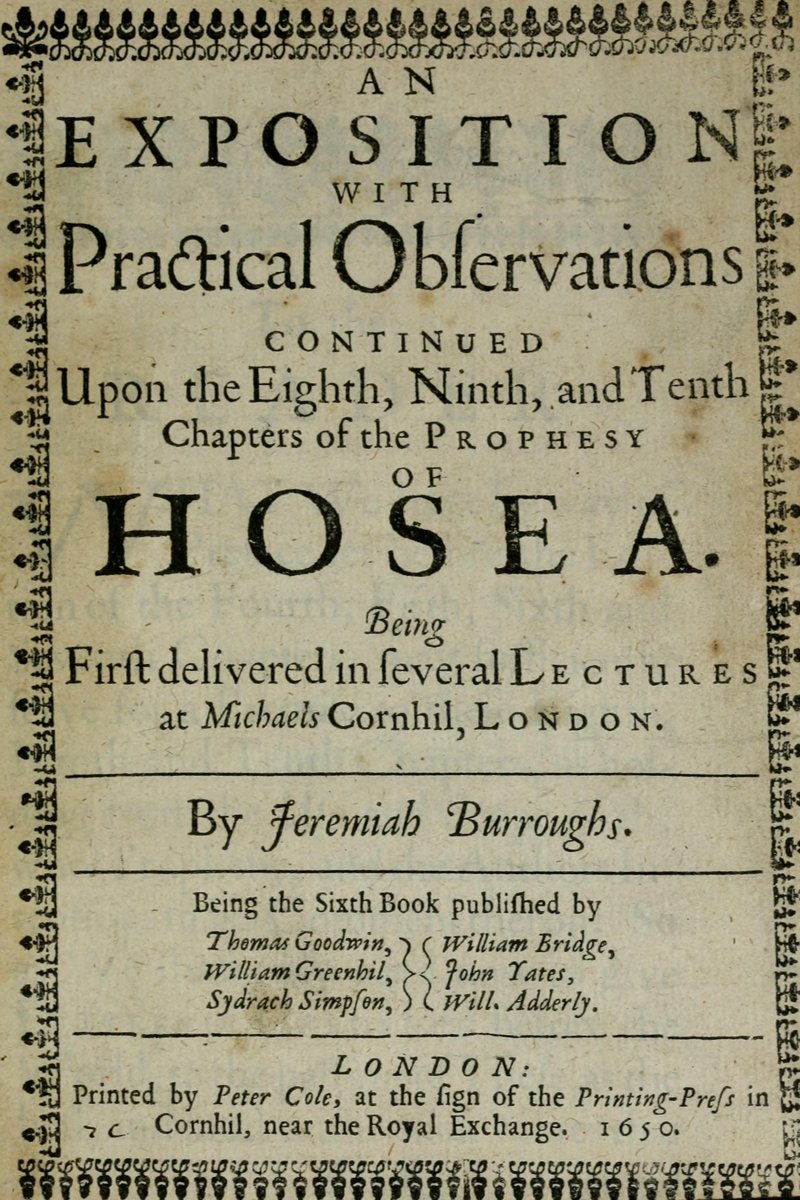 AN
EXPOSITION
WITH
Practical Obſervations
CONTINUED
Upon the Eighth, Ninth, and Tenth
Chapters of the PROPHESY
OF
HOSEA.
Being
Firſt delivered in ſeveral LECTURES
at Michaels Cornhil, LONDON.
By Jeremiah Burroughs.
Being the Sixth Book publiſhed by
Thomas Goodwin, } { William Bridge,
William Greenhil, } { John Yates,
Sydrach Simpſon, } { Will. Adderly.
LONDON:
Printed by Peter Cole, at the ſign of the Printing-Preſs in
Cornhil, near the Royal Exchange. 1650.